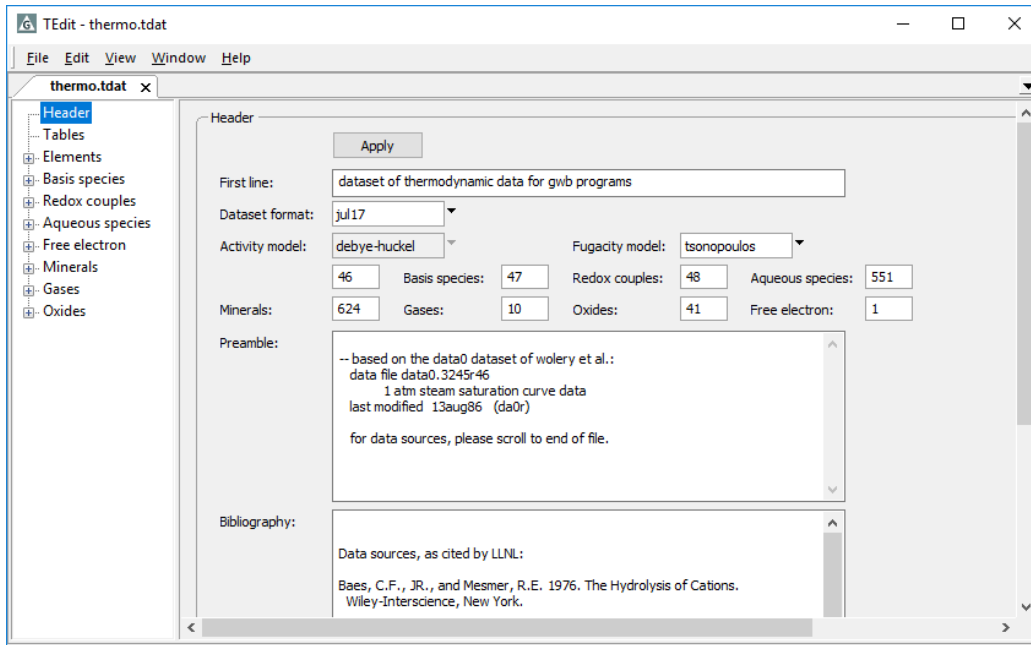 TEdit - thermo.tdat
File Edit View Window Help
thermo.tdat x
Header
Tables
Elements
Basis species
Redox couples
Aqueous species
Free electron
Minerals
Gases
Oxides
Header
Apply
First line: dataset of thermodynamic data for gwb programs
Dataset format: jul17
Activity model: debye-huckel Fugacity model: tsonopoulos
46 Basis species: 47 Redox couples: 48 Aqueous species: 551
Minerals: 624 Gases: 10 Oxides: 41 Free electron: 1
Preamble:
-- based on the data0 dataset of wolery et al.:
data file data0.3245r46
1 atm steam saturation curve data
last modified 13aug86 (da0r)
for data sources, please scroll to end of file.
Bibliography:
Data sources, as cited by LLNL:
Baes, C.F., JR., and Mesmer, R.E. 1976. The Hydrolysis of Cations.
Wiley-Interscience, New York.